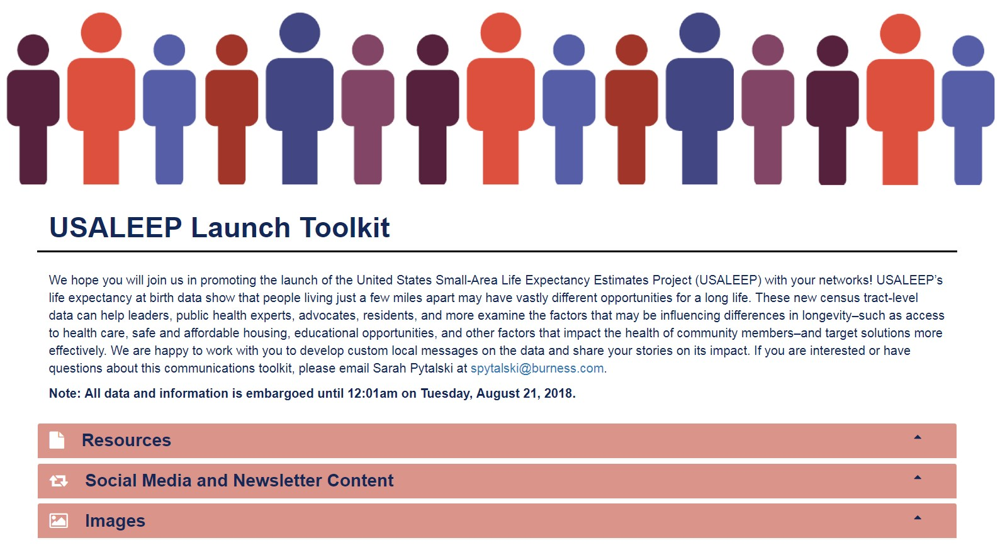 USALEEP Launch Toolkit
We hope you will join us in promoting the launch of the United States Small-Area Life Expectancy Estimates Project (USALEEP) with your networks! USALEEP’s
life expectancy at birth data show that people living just a few miles apart may have vastly different opportunities for a long life. These new census tract-level
data can help leaders, public health experts, advocates, residents, and more examine the factors that may be influencing differences in longevity–such as access
to health care, safe and affordable housing, educational opportunities, and other factors that impact the health of community members–and target solutions more
effectively. We are happy to work with you to develop custom local messages on the data and share your stories on its impact. If you are interested or have
questions about this communications toolkit, please email Sarah Pytalski at spytalski@burness.com.
Note: All data and information is embargoed until 12:01am on Tuesday, August 21, 2018.
Resources
Social Media and Newsletter Content
Images